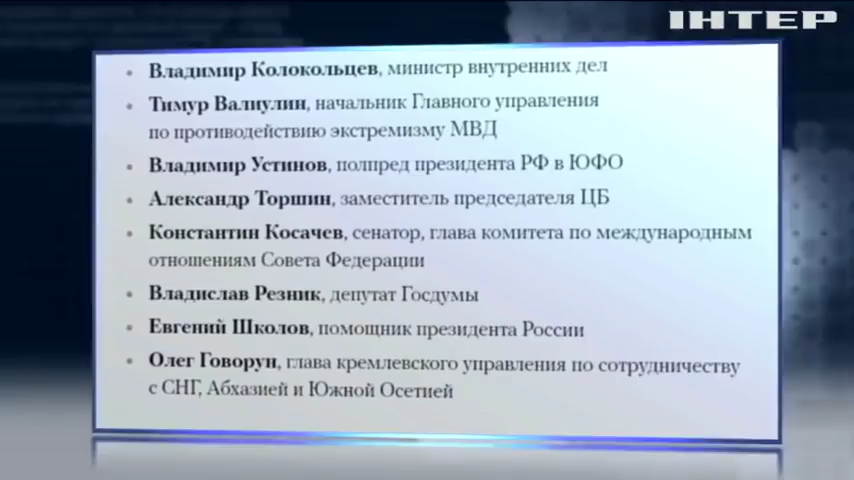 ІНТЕР
• Владимир Колокольцев, министр внутренних дел
• Тимур Валиулин, начальник Главного управления
по противодействию экстремизму МВД
• Владимир Устинов, полпред президента РФ в ЮФО
• Александр Торшин, заместитель председателя ЦБ
• Константин Косачев, сенатор, глава комитета по международным
отношениям Совета Федерации
• Владислав Резник, депутат Госдумы
• Евгений Школов, помощник президента России
• Олег Говорун, глава кремлевского управления по сотрудничеству
с СНГ, Абхазией и Южной Осетией